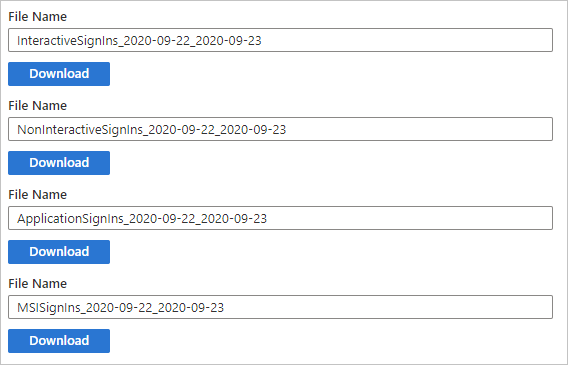 File Name
InteractiveSignIns_2020-09-22_2020-09-23
Download
File Name
NonInteractiveSignIns_2020-09-22_2020-09-23
Download
File Name
ApplicationSignIns_2020-09-22_2020-09-23
Download
File Name
MSISignIns_2020-09-22_2020-09-23
Download